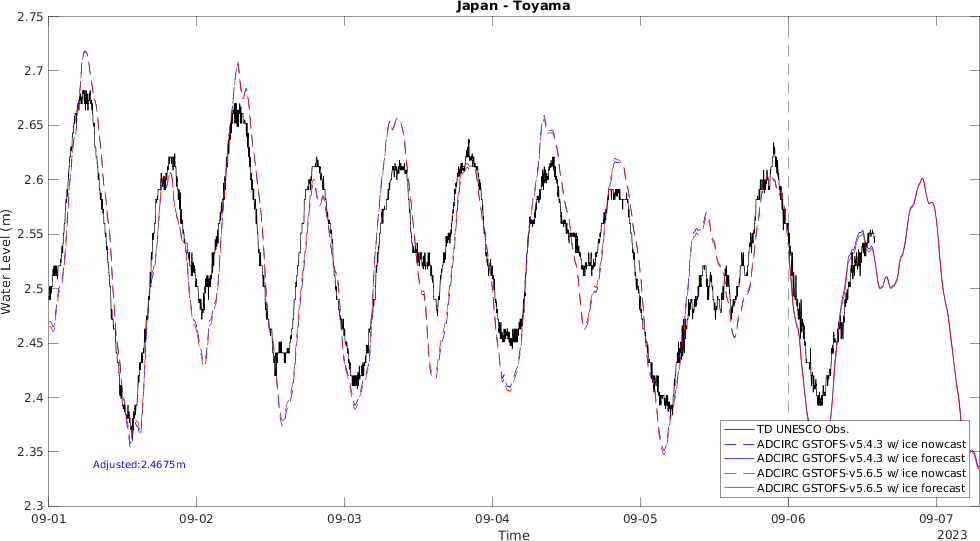 Japan - Toyama
2.75
2.7
2.65
2.6
2.55
2.5
2.45
2.4
2.35
2.3
Water Level (m)
Adjusted:2.4675m
TD UNESCO Obs.
ADCIRC GSTOFS-v5.4.3 w/ ice nowcast
ADCIRC GSTOFS-v5.4.3 w/ ice forecast
ADCIRC GSTOFS-v5.6.5 w/ ice nowcast
ADCIRC GSTOFS-v5.6.5 w/ ice forecast
09-01 09-02 09-03 09-04 09-05 09-06 09-07
Time
2023